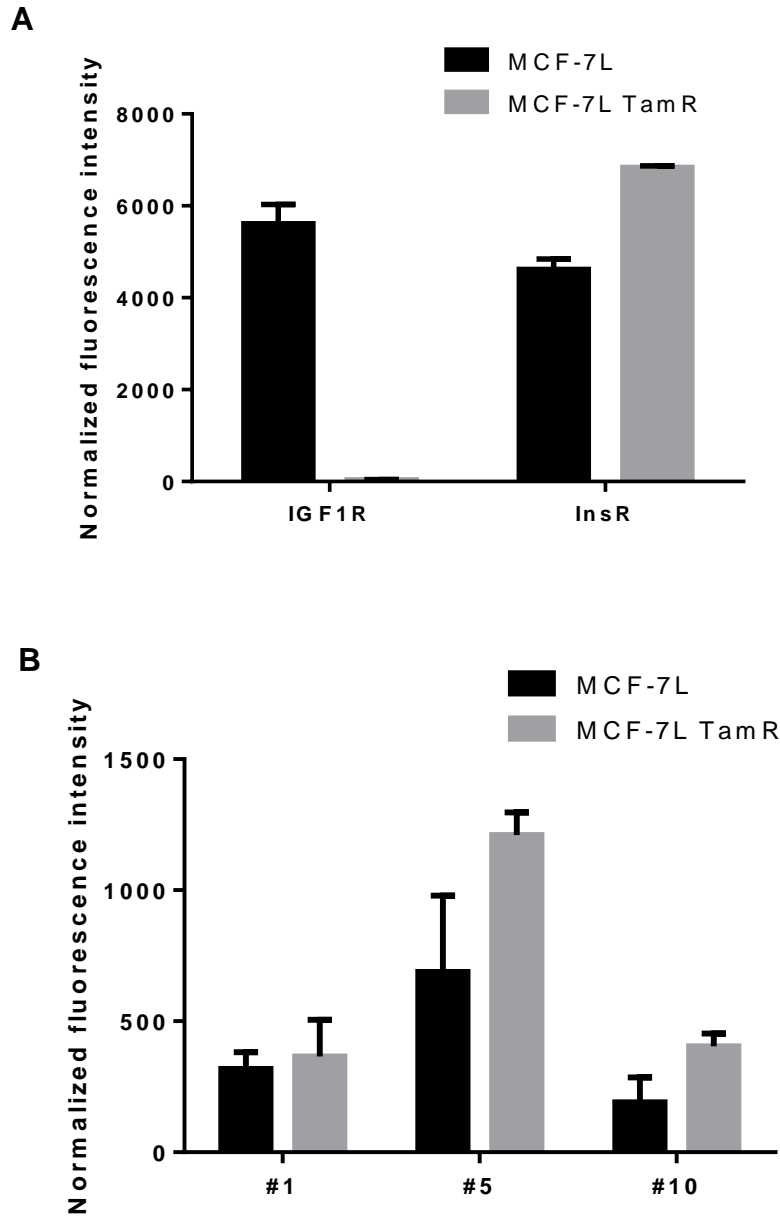 A
MCF-7L
MCF-7L TamR
Normalized fluorescence intensity
8000
6000
4000
2000
0
IGF1R
InsR
B
MCF-7L
MCF-7L TamR
Normalized fluorescence intensity
1500
1000
500
0
#1
#5
#10